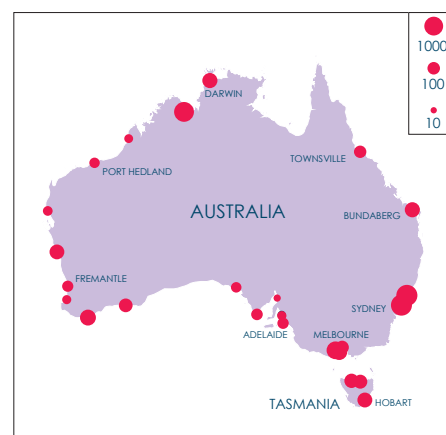 1000
100
10
DARWIN
PORT HEDLAND
TOWNSVILLE
AUSTRALIA
BUNDABERG
FREMANTLE
SYDNEY
ADELAIDE
MELBOURNE
TASMANIA
HOBART